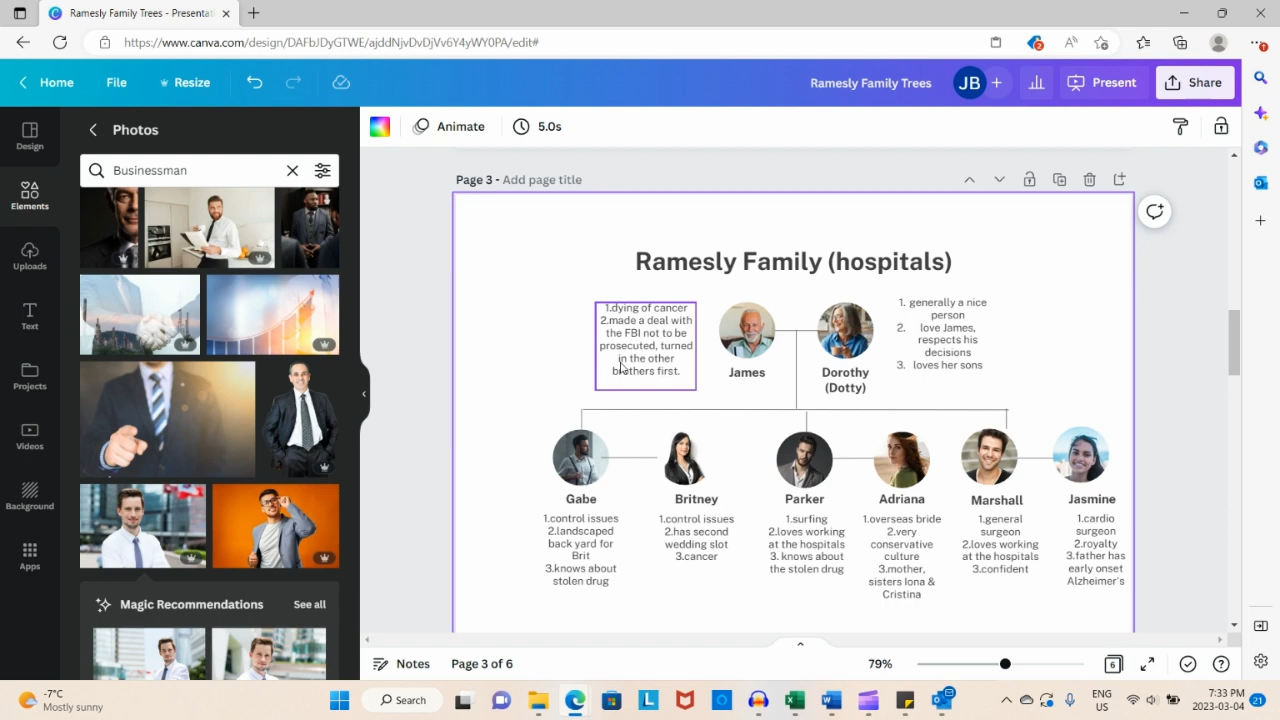 Ramesly Family Trees - Presentati
https://www.canva.com/design/DAFbJDyGTWE/ajddNjvDvDjVv6Y4yWY0PA/edit#
2
Home
File
Resize
Ramesly Family Trees
JB
Present
Share
Design
Elements
Uploads
Text
Projects
Videos
Background
Apps
Photos
Businessman
Magic Recommendations
See all
Animate
5.0s
Page 3 - Add page title
Ramesly Family (hospitals)
1.dying of cancer
2.made a deal with
the FBI not to be
prosecuted, turned
in the other
brothers first.
James
Dorothy
(Dotty)
1. generally a nice
person
2. love James,
respects his
decisions
3. loves her sons
Gabe
1.control issues
2.landscaped
back yard for
Brit
3.knows about
stolen drug
Britney
1.control issues
2.has second
wedding slot
3.cancer
Parker
1.surfing
2.loves working
at the hospitals
3. knows about
the stolen drug
Adriana
1.overseas bride
2.very
conservative
culture
3.mother,
sisters Iona &
Cristina
Marshall
1.general
surgeon
2.loves working
at the hospitals
3.confident
Jasmine
1.cardio
surgeon
2.royalty
3.father has
early onset
Alzheimer's
Notes
Page 3 of 6
79%
6
-7°C
Mostly sunny
Search
ENG
US
7:33 PM
2023-03-04
21